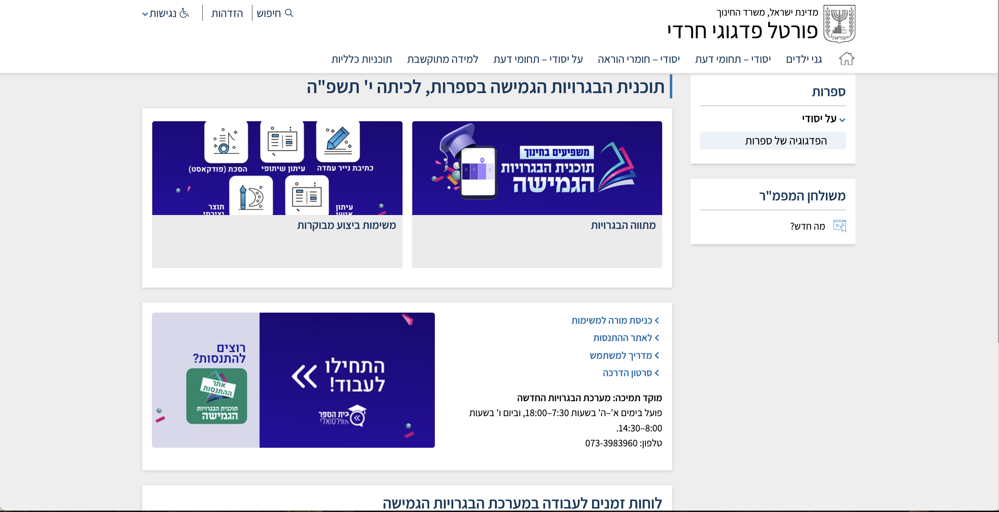 מדינת ישראל, משרד החינוך
פורטל פדגוגי חרדי
חיפוש
הזדהות
נגישות
גני ילדים
יסודי – תחומי דעת
יסודי – חומרי הוראה
על יסודי – תחומי דעת
למידה מתוקשבת
תוכניות כלליות
ספרות
על יסודי
הפדגוגיה של ספרות
משולחן המפמ"ר
מה חדש?
תוכנית הבגרויות הגמישה בספרות, לכיתה י' תשפ"ה
משפיעים בחינוך
תוכנית הבגרויות
הגמישה
מתווה הבגרויות
כתיבת נייר עמדה
עיתון שיתופי
הסכת (פודקאסט)
עיתון
אישי
תוצר
יצירתי
משימות ביצוע מבוקרות
כניסת מורה למשימות
לאתר ההתנסות
מדריך למשתמש
סרטון הדרכה
מוקד תמיכה: מערכת הבגרויות החדשה
פועל בימים א'–ה' בשעות 7:30–18:00, וביום ו' בשעות
8:00–14:30.
טלפון: 073-3983960
התחילו
לעבוד!
בית הספר
הווירטואלי
רוצים
להתנסות?
אתר
ההתנסות
תוכנית הבגרויות
הגמישה
לוחות זמנים לעבודה במערכת הבגרויות הגמישה